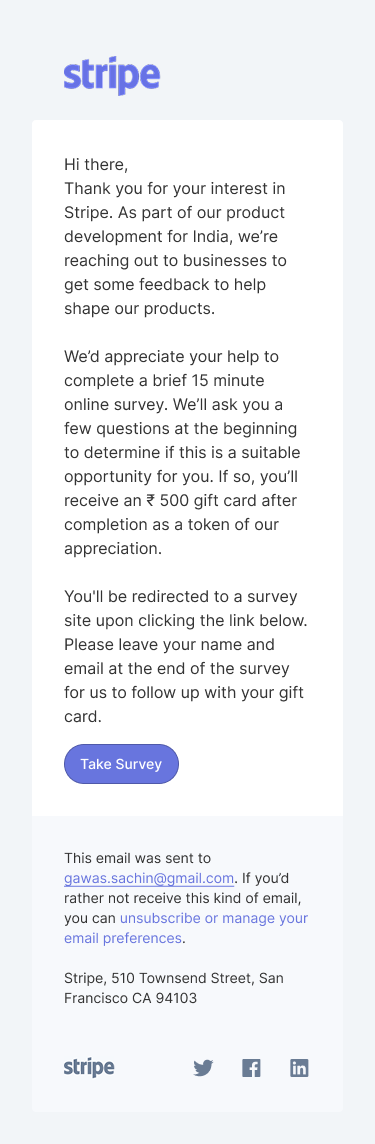 stripe
Hi there,
Thank you for your interest in
Stripe. As part of our product
development for India, we’re
reaching out to businesses to
get some feedback to help
shape our products.
We’d appreciate your help to
complete a brief 15 minute
online survey. We’ll ask you a
few questions at the beginning
to determine if this is a suitable
opportunity for you. If so, you’ll
receive an ₹ 500 gift card after
completion as a token of our
appreciation.
You'll be redirected to a survey
site upon clicking the link below.
Please leave your name and
email at the end of the survey
for us to follow up with your gift
card.
Take Survey
This email was sent to
gawas.sachin@gmail.com. If you’d
rather not receive this kind of email,
you can unsubscribe or manage your
email preferences.
Stripe, 510 Townsend Street, San
Francisco CA 94103
stripe